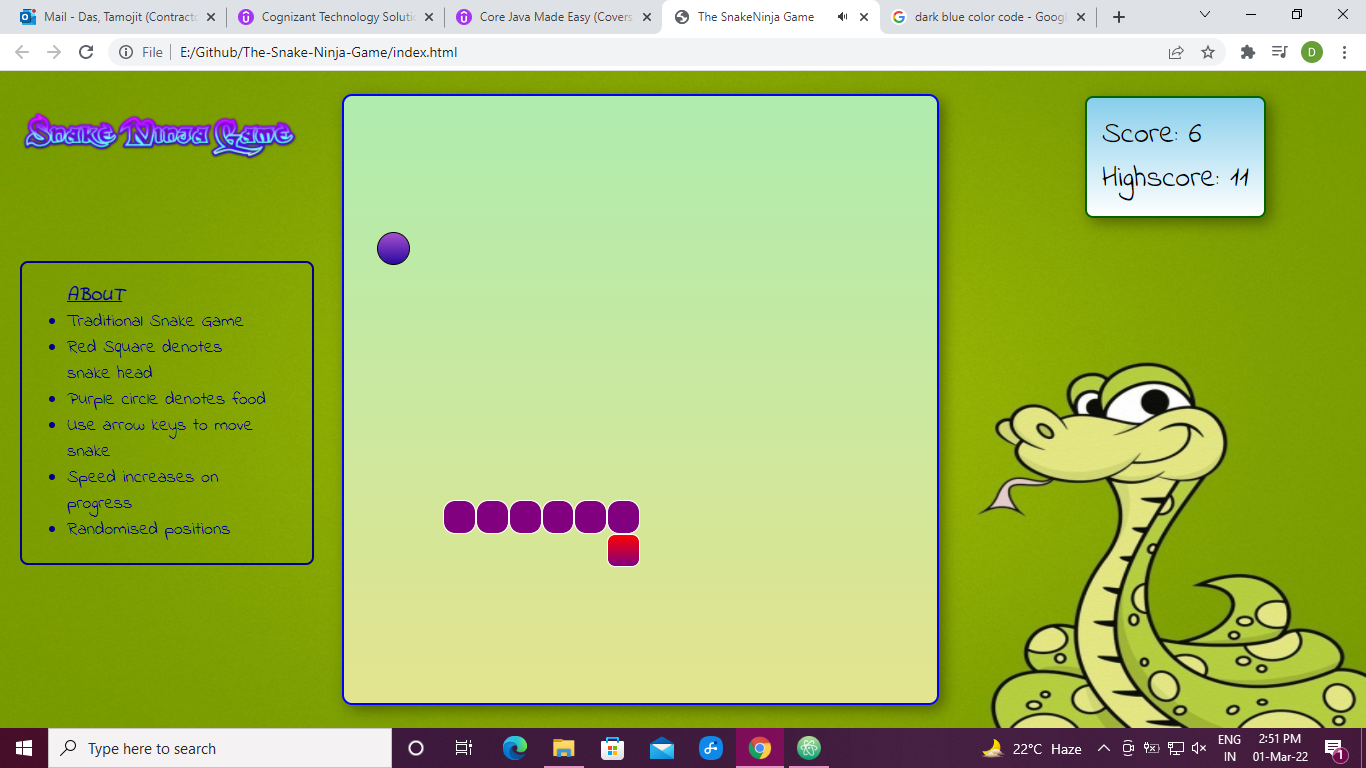 Mail - Das, Tamojit (Contracto
Cognizant Technology Solutio
Core Java Made Easy (Covers
The SnakeNinja Game
dark blue color code - Googl
File
E:/Github/The-Snake-Ninja-Game/index.html
D
Snake Ninja Game
ABOUT
Traditional Snake Game
Red Square denotes
snake head
Purple circle denotes food
Use arrow keys to move
snake
Speed increases on
progress
Randomised positions
Score: 6
Highscore: 11
Type here to search
22°C Haze
ENG
IN
2:51 PM
01-Mar-22
1